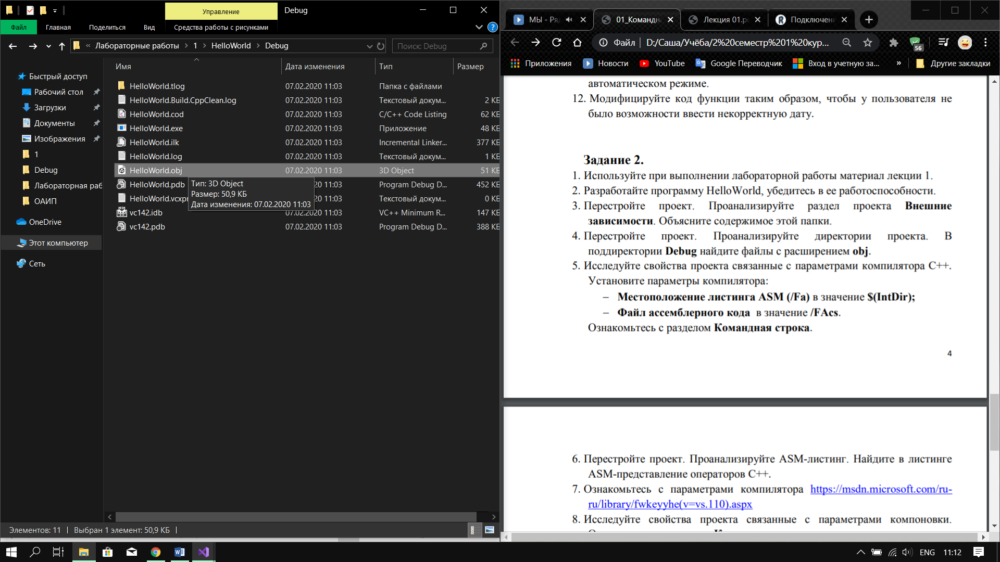 Управление
Debug
Файл
Главная
Поделиться
Вид
Средства работы с рисунками
« Лабораторные работы > 1 > HelloWorld > Debug
Поиск: Debug
Имя
Дата изменения
Тип
Размер
Быстрый доступ
Рабочий стол
Загрузки
Документы
Изображения
1
Debug
Лабораторная раб
ОАИП
OneDrive
Этот компьютер
Сеть
HelloWorld.tlog 07.02.2020 11:03 Папка с файлами
HelloWorld.Build.CppClean.log 07.02.2020 11:03 Текстовый докум... 2 КБ
HelloWorld.cod 07.02.2020 11:03 C/C++ Code Listing 62 КБ
HelloWorld.exe 07.02.2020 11:03 Приложение 48 КБ
HelloWorld.ilk 07.02.2020 11:03 Incremental Linker... 377 КБ
HelloWorld.log 07.02.2020 11:03 Текстовый докум... 1 КБ
HelloWorld.obj 07.02.2020 11:03 3D Object 51 КБ
HelloWorld.pdb 2020 11:03 Program Debug D... 452 КБ
HelloWorld.vcxpr 2020 11:03 Текстовый докум... 0 КБ
vc142.idb 07.02.2020 11:03 VC++ Minimum R... 147 КБ
vc142.pdb 07.02.2020 11:03 Program Debug D... 388 КБ
Тип: 3D Object
Размер: 50,9 КБ
Дата изменения: 07.02.2020 11:03
Элементов: 11
Выбран 1 элемент: 50,9 КБ
МЫ - Ряд
01_Командна
Лекция 01.po
Подключени
Файл
D:/Саша/Учёба/2%20семестр%201%20кур...
56
Приложения
Новости
YouTube
Google Переводчик
Вход в учетную за...
»
Другие закладки
автоматическом режиме.
12. Модифицируйте код функции таким образом, чтобы у пользователя не
было возможности ввести некорректную дату.
Задание 2.
1. Используйте при выполнении лабораторной работы материал лекции 1.
2. Разработайте программу HelloWorld, убедитесь в ее работоспособности.
3. Перестройте проект. Проанализируйте раздел проекта Внешние
зависимости. Объясните содержимое этой папки.
4. Перестройте проект. Проанализируйте директории проекта. В
поддиректории Debug найдите файлы с расширением obj.
5. Исследуйте свойства проекта связанные с параметрами компилятора C++.
Установите параметры компилятора:
– Местоположение листинга ASM (/Fa) в значение $(IntDir);
– Файл ассемблерного кода в значение /FAcs.
Ознакомьтесь с разделом Командная строка.
4
6. Перестройте проект. Проанализируйте ASM-листинг. Найдите в листинге
ASM-представление операторов C++.
7. Ознакомьтесь с параметрами компилятора https://msdn.microsoft.com/ru-
ru/library/fwkeyyhe(v=vs.110).aspx
8. Исследуйте свойства проекта связанные с параметрами компоновки.
ENG
11:12